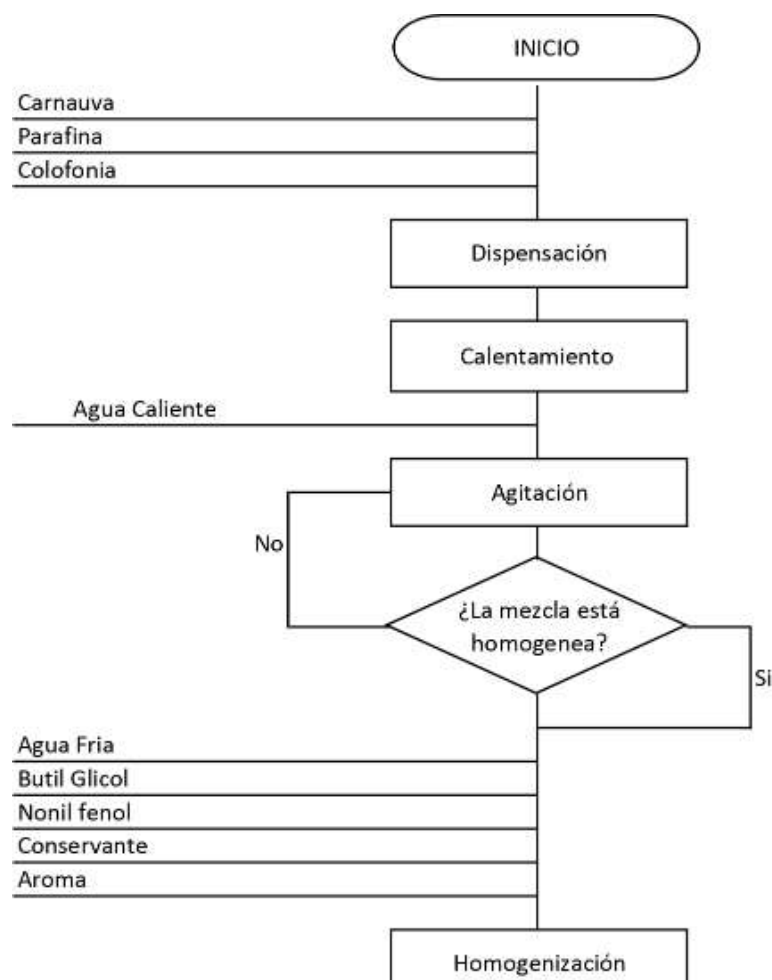 INICIO
Carnauva
Parafina
Colofonia
Dispensación
Calentamiento
Agua Caliente
Agitación
No
¿La mezcla está
homogenea?
Si
Agua Fria
Butil Glicol
Nonil fenol
Conservante
Aroma
Homogenización